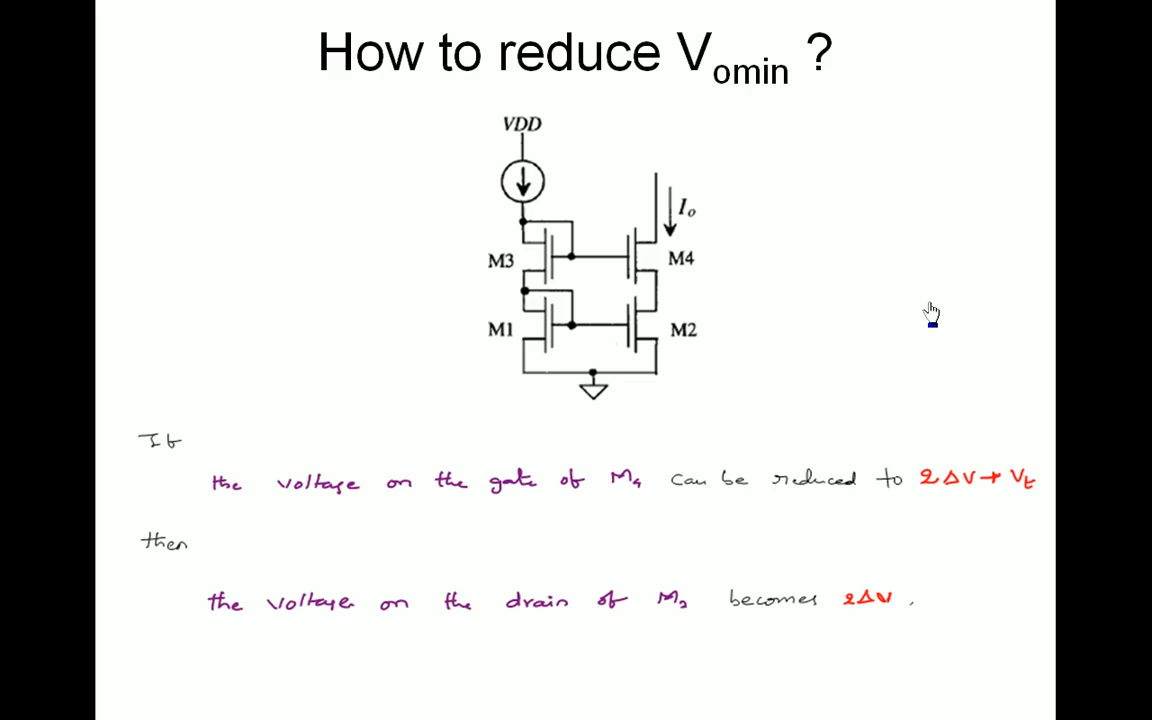 How to reduce Vomin ?
VDD
Io
M3
M4
M1
M2
If
the voltage on the gate of M4 can be reduced to 2ΔV + Vt
then
the voltage on the drain of M2 becomes 2ΔV .